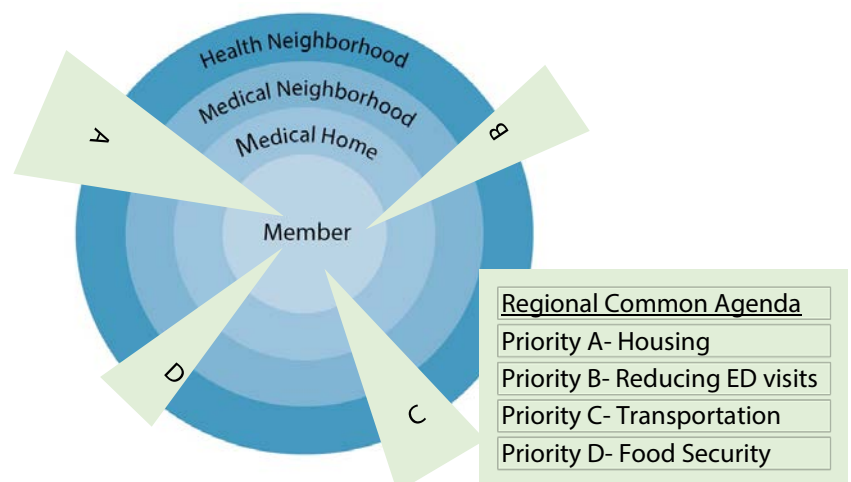 Health Neighborhood
Medical Neighborhood
Medical Home
Member
A
B
C
D
Regional Common Agenda
Priority A- Housing
Priority B- Reducing ED visits
Priority C- Transportation
Priority D- Food Security